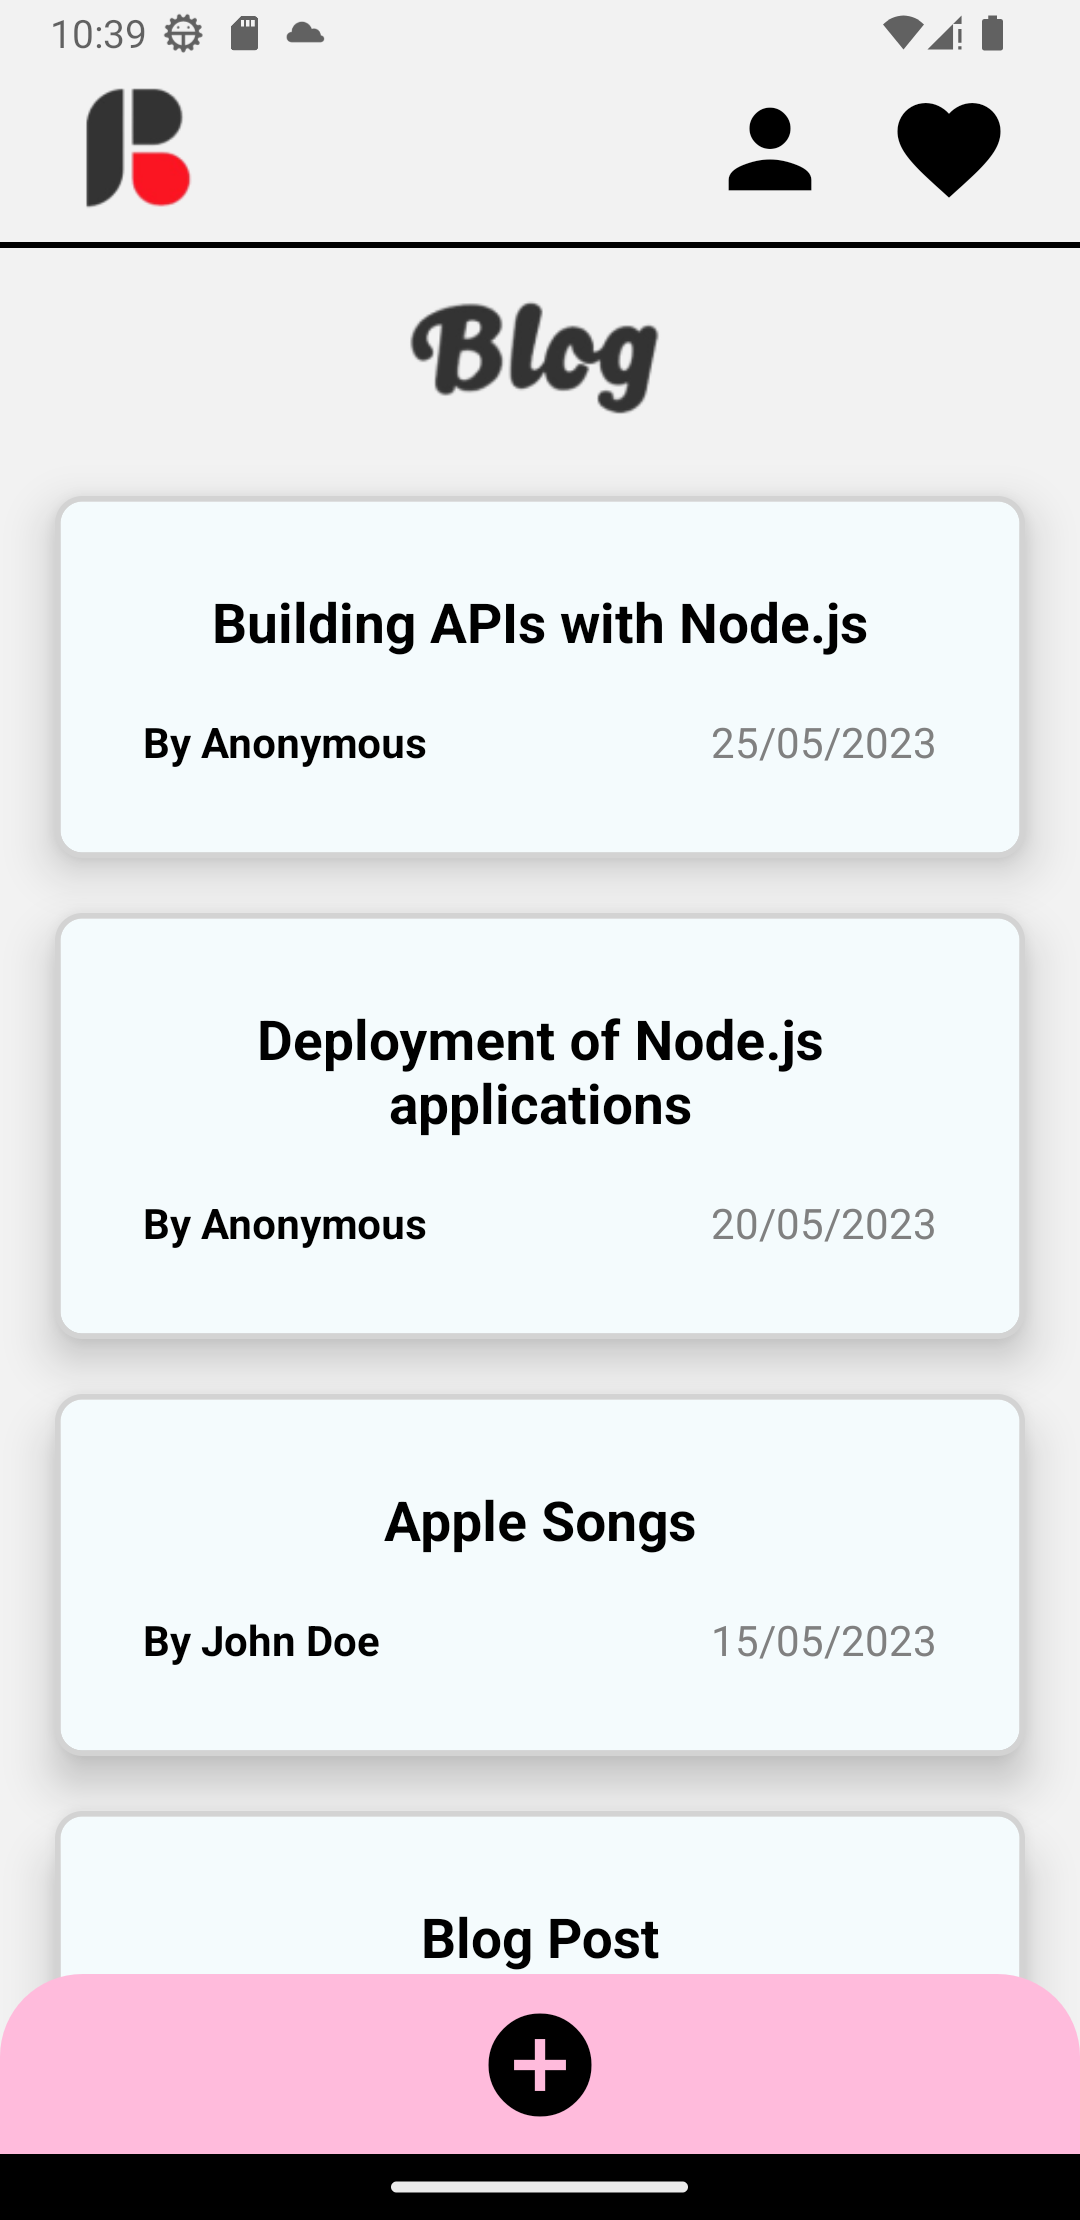 10:39
Blog
Building APIs with Node.js
By Anonymous 25/05/2023
Deployment of Node.js
applications
By Anonymous 20/05/2023
Apple Songs
By John Doe 15/05/2023
Blog Post